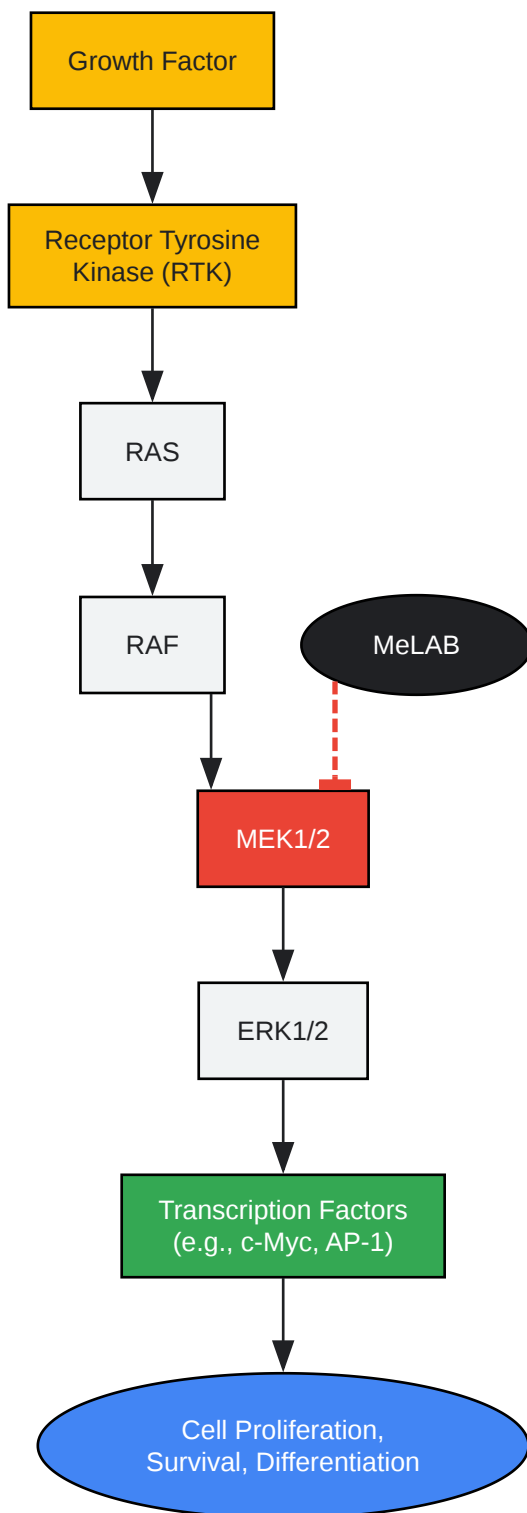 Growth Factor
Receptor Tyrosine
Kinase (RTK)
RAS
RAF
MeLAB
MEK1/2
ERK1/2
Transcription Factors
(e.g., c-Myc, AP-1)
Cell Proliferation,
Survival, Differentiation